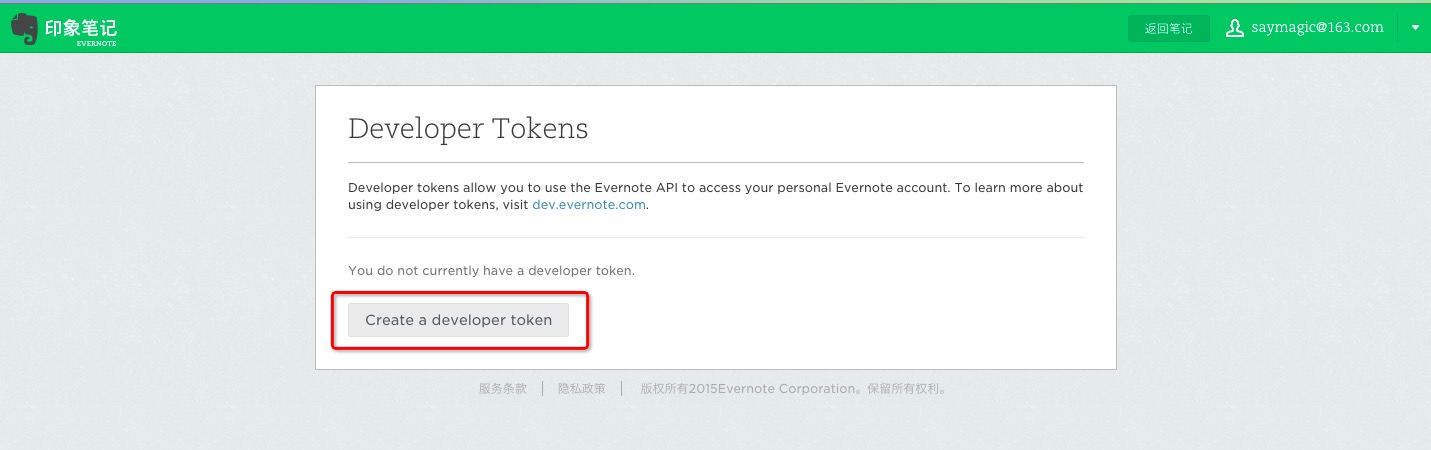 印象笔记
EVERNOTE
返回笔记
saymagic@163.com
Developer Tokens
Developer tokens allow you to use the Evernote API to access your personal Evernote account. To learn more about
using developer tokens, visit dev.evernote.com.
You do not currently have a developer token.
Create a developer token
服务条款 | 隐私政策 | 版权所有2015Evernote Corporation。保留所有权利。